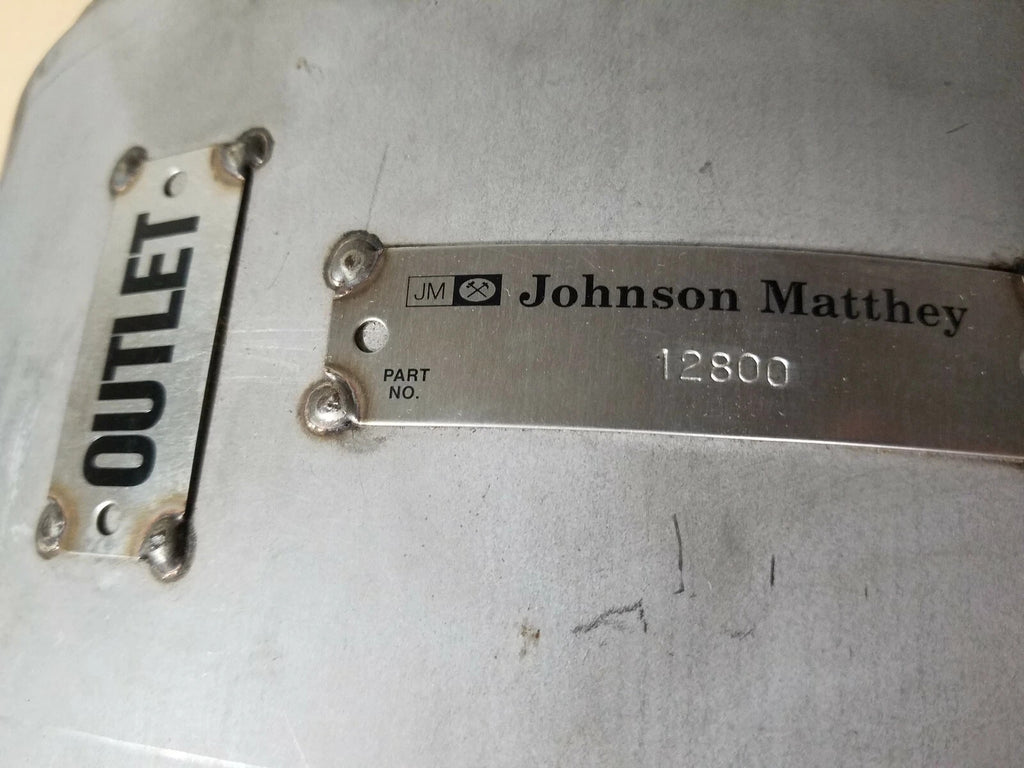 OUTLET
JM Johnson Matthey
PART
NO.
12800